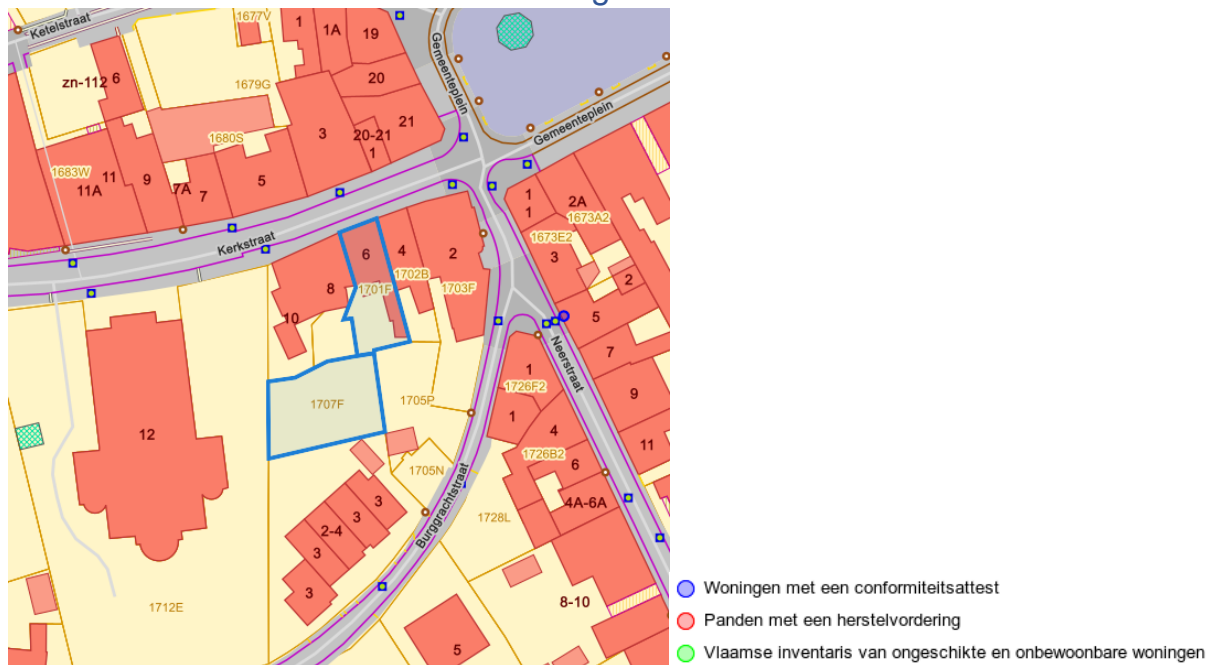 Ketelstraat
1677V
1
1A
19
Gemeenteplein
zn-112
6
1679G
20
3
20-21
21
1
Gemeenteplein
1680S
1683W
11A
11
9
7A
7
5
1
1
2A
1673A2
1673E2
Kerkstraat
6
4
2
1702B
3
2
8
1701F
1703F
10
5
7
Neerstraat
1
1726F2
9
1707F
1705P
1
12
4
11
1726B2
1705N
6
3
4A-6A
2-4
3
3
1728L
Burggrachtstraat
3
8-10
1712E
5
Woningen met een conformiteitsattest
Panden met een herstelvordering
Vlaamse inventaris van ongeschikte en onbewoonbare woningen